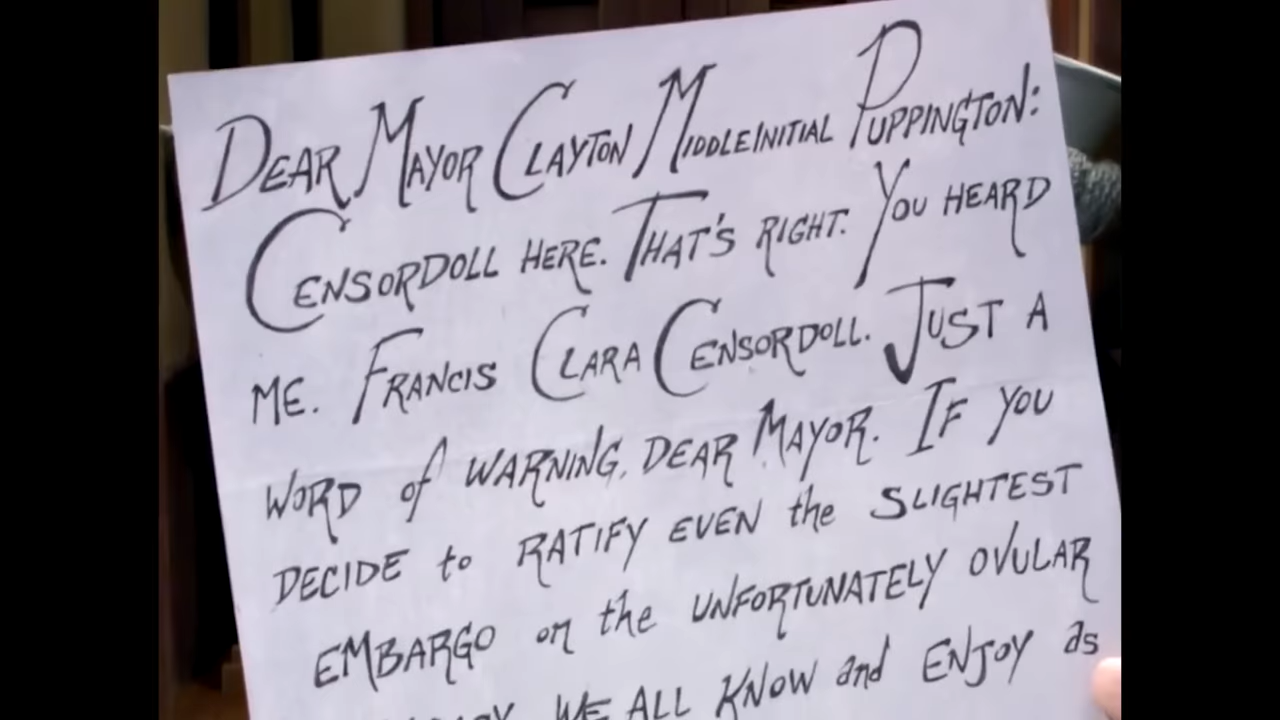 DEAR MAYOR CLAYTON MIDDLEINITIAL PUPPINGTON:
CENSORDOLL HERE. THAT'S RIGHT. YOU HEARD
ME. FRANCIS CLARA CENSORDOLL. JUST A
WORD of WARNING, DEAR MAYOR. IF YOU
DECIDE to RATIFY EVEN the SLIGHTEST
EMBARGO on the UNFORTUNATELY OVULAR
WE ALL KNOW and ENJOY as